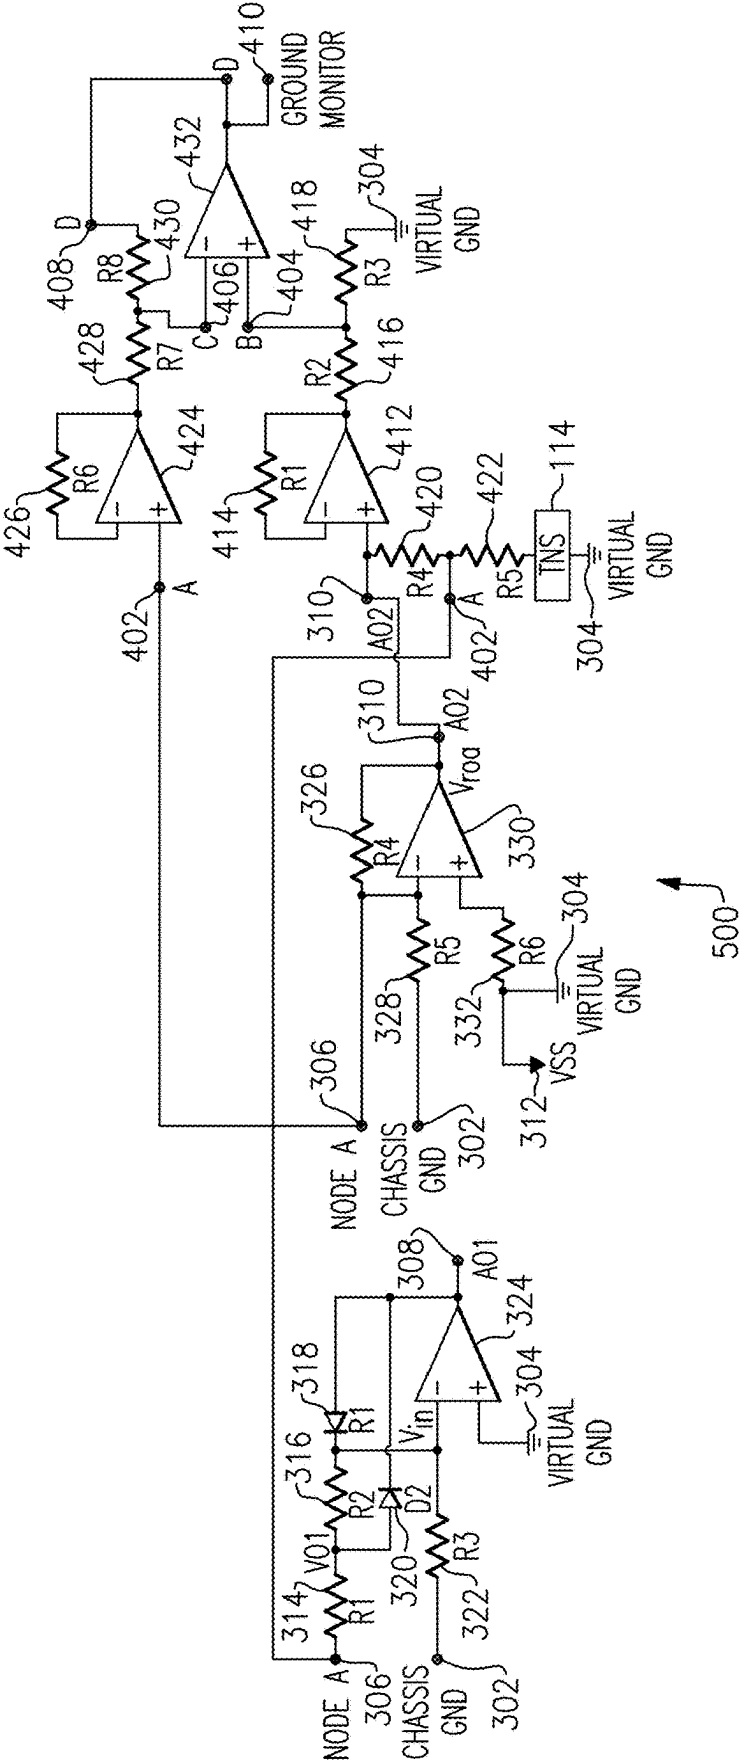 D
410
GROUND
MONITOR
D
408
R8
430
432
−
+
406
C
404
B
418
304
R3
VIRTUAL
GND
428
R7
R2
416
426
R6
−
+
424
414
R1
−
+
412
402
A
310
A02
420
R4
422
R5
402
A
TNS
114
304
VIRTUAL
GND
310
A02
Vroa
326
R4
−
+
330
328
R5
332
R6
304
VIRTUAL
GND
312
VSS
306
NODE A
CHASSIS
GND
302
500
308
A01
318
R1
316
R2
314
V01
R1
320
D2
Vin
−
+
324
304
VIRTUAL
GND
322
R3
NODE A
306
CHASSIS
GND
302